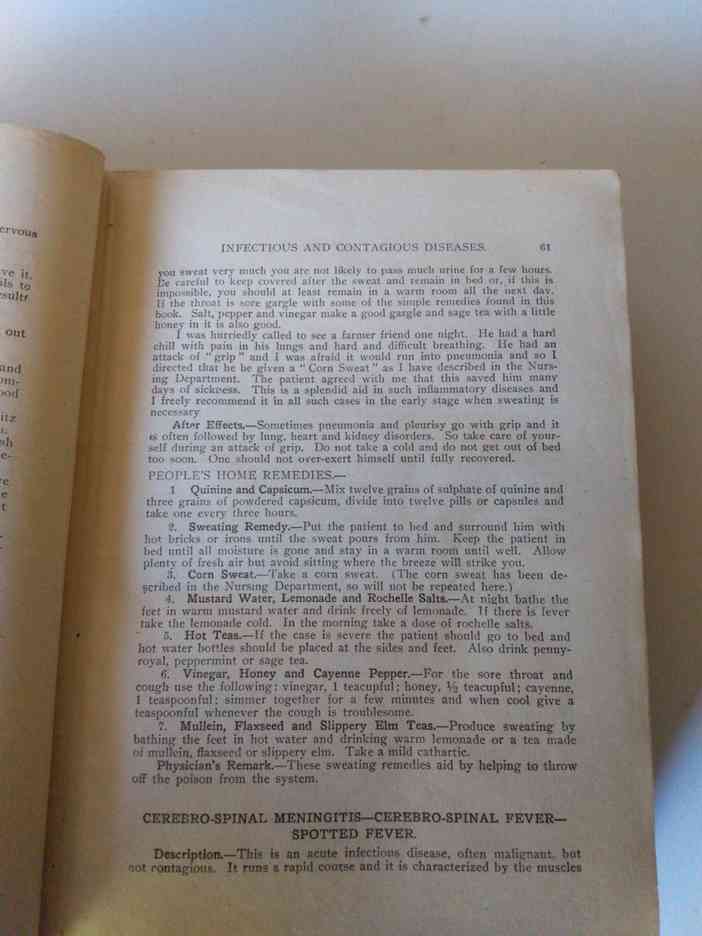 ervous
ve it.
ils to
out
and
om-
ood
itz
sh
e-
re
e
t
INFECTIOUS AND CONTAGIOUS DISEASES. 61
you sweat very much you are not likely to pass much urine for a few hours.
Be careful to keep covered after the sweat and remain in bed or, if this is
impossible, you should at least remain in a warm room all the next day.
If the throat is sore gargle with some of the simple remedies found in this
book. Salt, pepper and vinegar make a good gargle and sage tea with a little
honey in it is also good.
I was hurriedly called to see a farmer friend one night. He had a hard
chill with pain in his lungs and hard and difficult breathing. He had an
attack of "grip" and I was afraid it would run into pneumonia and so I
directed that he be given a "Corn Sweat" as I have described in the Nurs-
ing Department. The patient agreed with me that this saved him many
days of sickness. This is a splendid aid in such inflammatory diseases and
I freely recommend it in all such cases in the early stage when sweating is
necessary
After Effects.—Sometimes pneumonia and pleurisy go with grip and it
is often followed by lung, heart and kidney disorders. So take care of your-
self during an attack of grip. Do not take a cold and do not get out of bed
too soon. One should not over-exert himself until fully recovered.
PEOPLE'S HOME REMEDIES.—
1 Quinine and Capsicum.—Mix twelve grains of sulphate of quinine and
three grains of powdered capsicum, divide into twelve pills or capsules and
take one every three hours.
2. Sweating Remedy.—Put the patient to bed and surround him with
hot bricks or irons until the sweat pours from him. Keep the patient in
bed until all moisture is gone and stay in a warm room until well. Allow
plenty of fresh air but avoid sitting where the breeze will strike you.
3. Corn Sweat.—Take a corn sweat. (The corn sweat has been de-
scribed in the Nursing Department, so will not be repeated here.)
4. Mustard Water, Lemonade and Rochelle Salts.—At night bathe the
feet in warm mustard water and drink freely of lemonade. If there is fever
take the lemonade cold. In the morning take a dose of rochelle salts.
5. Hot Teas.—If the case is severe the patient should go to bed and
hot water bottles should be placed at the sides and feet. Also drink penny-
royal, peppermint or sage tea.
6. Vinegar, Honey and Cayenne Pepper.—For the sore throat and
cough use the following: vinegar, 1 teacupful; honey, ½ teacupful; cayenne,
1 teaspoonful; simmer together for a few minutes and when cool give a
teaspoonful whenever the cough is troublesome.
7. Mullein, Flaxseed and Slippery Elm Teas.—Produce sweating by
bathing the feet in hot water and drinking warm lemonade or a tea made
of mullein, flaxseed or slippery elm. Take a mild cathartic.
Physician's Remark.—These sweating remedies aid by helping to throw
off the poison from the system.
CEREBRO-SPINAL MENINGITIS—CEREBRO-SPINAL FEVER—
SPOTTED FEVER.
Description.—This is an acute infectious disease, often malignant, but
not contagious. It runs a rapid course and it is characterized by the muscles